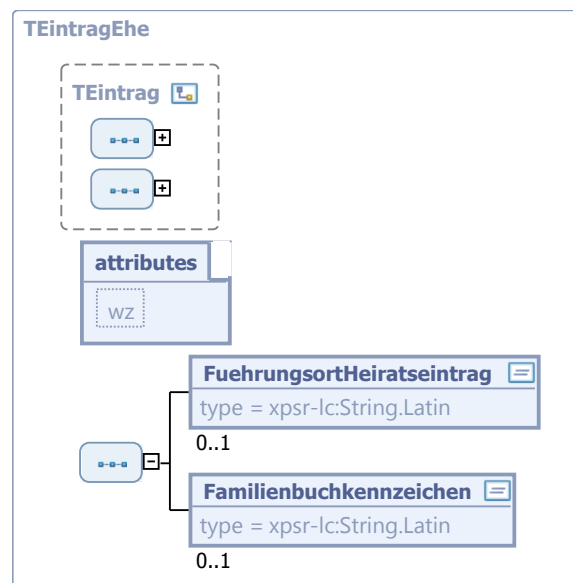 TEintragEhe
TEintrag
attributes
wz
FuehrungsortHeiratseintrag
type = xpsr-lc:String.Latin
0..1
Familienbuchkennzeichen
type = xpsr-lc:String.Latin
0..1